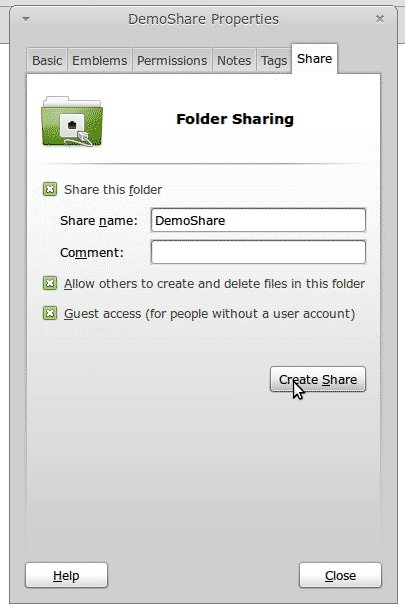 DemoShare Properties
Basic Emblems Permissions Notes Tags Share
Folder Sharing
Share this folder
Share name: DemoShare
Comment:
Allow others to create and delete files in this folder
Guest access (for people without a user account)
Create Share
Help Close